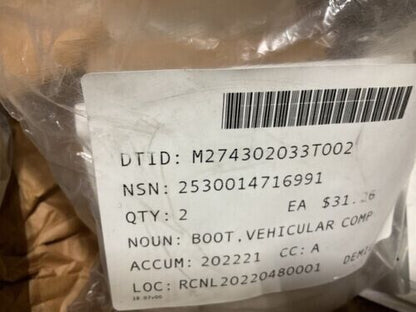 DTID: M274302033T002
NSN: 2530014716991
QTY: 2 EA $31.26
NOUN: BOOT,VEHICULAR COMP
ACCUM: 202221 CC: A
LOC: RCNL20220480001